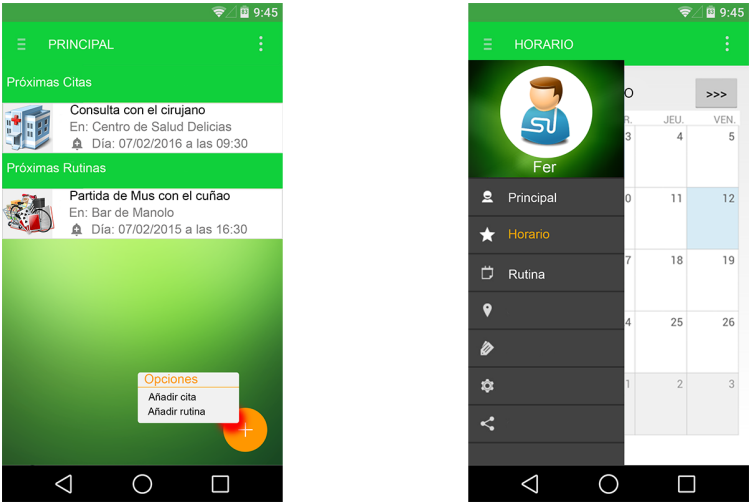 9:45
PRINCIPAL
Próximas Citas
Consulta con el cirujano
En: Centro de Salud Delicias
Día: 07/02/2016 a las 09:30
Próximas Rutinas
Partida de Mus con el cuñao
En: Bar de Manolo
Día: 07/02/2015 a las 16:30
Opciones
Añadir cita
Añadir rutina
+
9:45
HORARIO
Fer
Principal
Horario
Rutina
O >>>
R. JEU. VEN.
3 4 5
0 11 12
7 18 19
4 25 26
1 2 3